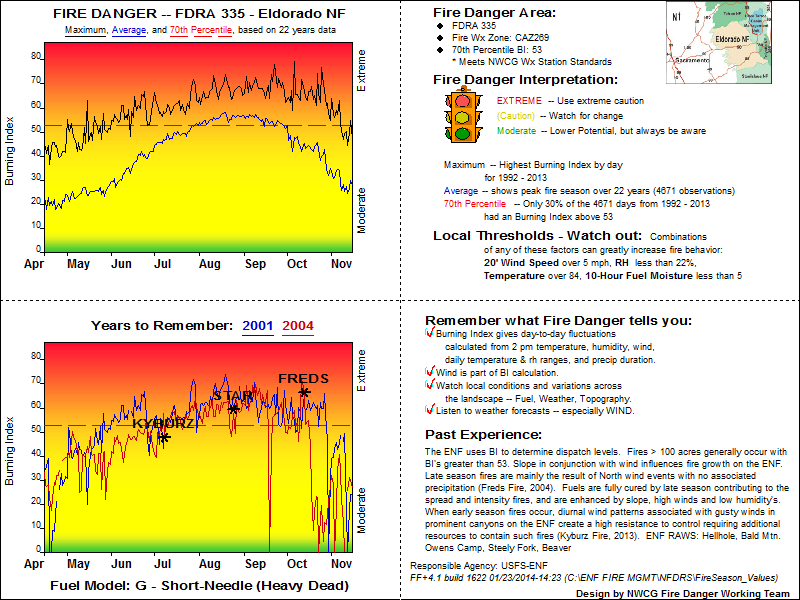 FIRE DANGER -- FDRA 335 - Eldorado NF
Maximum, Average, and 70th Percentile, based on 22 years data
Burning Index
80
70
60
50
40
30
20
10
0
Apr May Jun Jul Aug Sep Oct Nov
Extreme
Moderate
Fire Danger Area:
FDRA 335
Fire Wx Zone: CAZ269
70th Percentile BI: 53
* Meets NWCG Wx Station Standards
N1
Eldorado NF
Sacramento
Fire Danger Interpretation:
EXTREME -- Use extreme caution
(Caution) -- Watch for change
Moderate -- Lower Potential, but always be aware
Maximum -- Highest Burning Index by day
for 1992 - 2013
Average -- shows peak fire season over 22 years (4671 observations)
70th Percentile -- Only 30% of the 4671 days from 1992 - 2013
had an Burning Index above 53
Local Thresholds - Watch out: Combinations
of any of these factors can greatly increase fire behavior:
20' Wind Speed over 5 mph, RH less than 22%,
Temperature over 84, 10-Hour Fuel Moisture less than 5
Years to Remember: 2001 2004
Burning Index
80
70
60
50
40
30
20
10
0
Apr May Jun Jul Aug Sep Oct Nov
Extreme
Moderate
FREDS
STAR
KYBURZ
Fuel Model: G - Short-Needle (Heavy Dead)
Remember what Fire Danger tells you:
Burning Index gives day-to-day fluctuations
calculated from 2 pm temperature, humidity, wind,
daily temperature & rh ranges, and precip duration.
Wind is part of BI calculation.
Watch local conditions and variations across
the landscape -- Fuel, Weather, Topography.
Listen to weather forecasts -- especially WIND.
Past Experience:
The ENF uses BI to determine dispatch levels. Fires > 100 acres generally occur with
BI's greater than 53. Slope in conjunction with wind influences fire growth on the ENF.
Late season fires are mainly the result of North wind events with no associated
precipitation (Freds Fire, 2004). Fuels are fully cured by late season contributing to the
spread and intensity fires, and are enhanced by slope, high winds and low humidity's.
When early season fires occur, diurnal wind patterns associated with gusty winds in
prominent canyons on the ENF create a high resistance to control requiring additional
resources to contain such fires (Kyburz Fire, 2013). ENF RAWS: Hellhole, Bald Mtn.
Owens Camp, Steely Fork, Beaver
Responsible Agency: USFS-ENF
FF+4.1 build 1622 01/23/2014-14:23 (C:\ENF FIRE MGMT\NFDRS\FireSeason_Values)
Design by NWCG Fire Danger Working Team